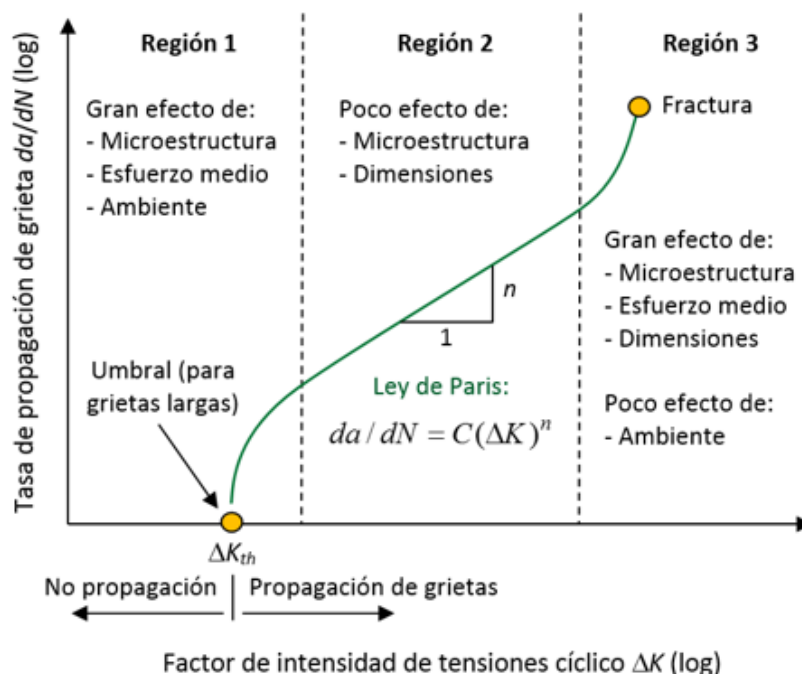 Región 1
Región 2
Región 3
Tasa de propagación de grieta da/dN (log)
Gran efecto de:
- Microestructura
- Esfuerzo medio
- Ambiente
Poco efecto de:
- Microestructura
- Dimensiones
Fractura
Gran efecto de:
- Microestructura
- Esfuerzo medio
- Dimensiones
Poco efecto de:
- Ambiente
n
1
Umbral (para
grietas largas)
Ley de Paris:
da / dN = C(ΔK)^n
ΔK_th
No propagación
Propagación de grietas
Factor de intensidad de tensiones cíclico ΔK (log)